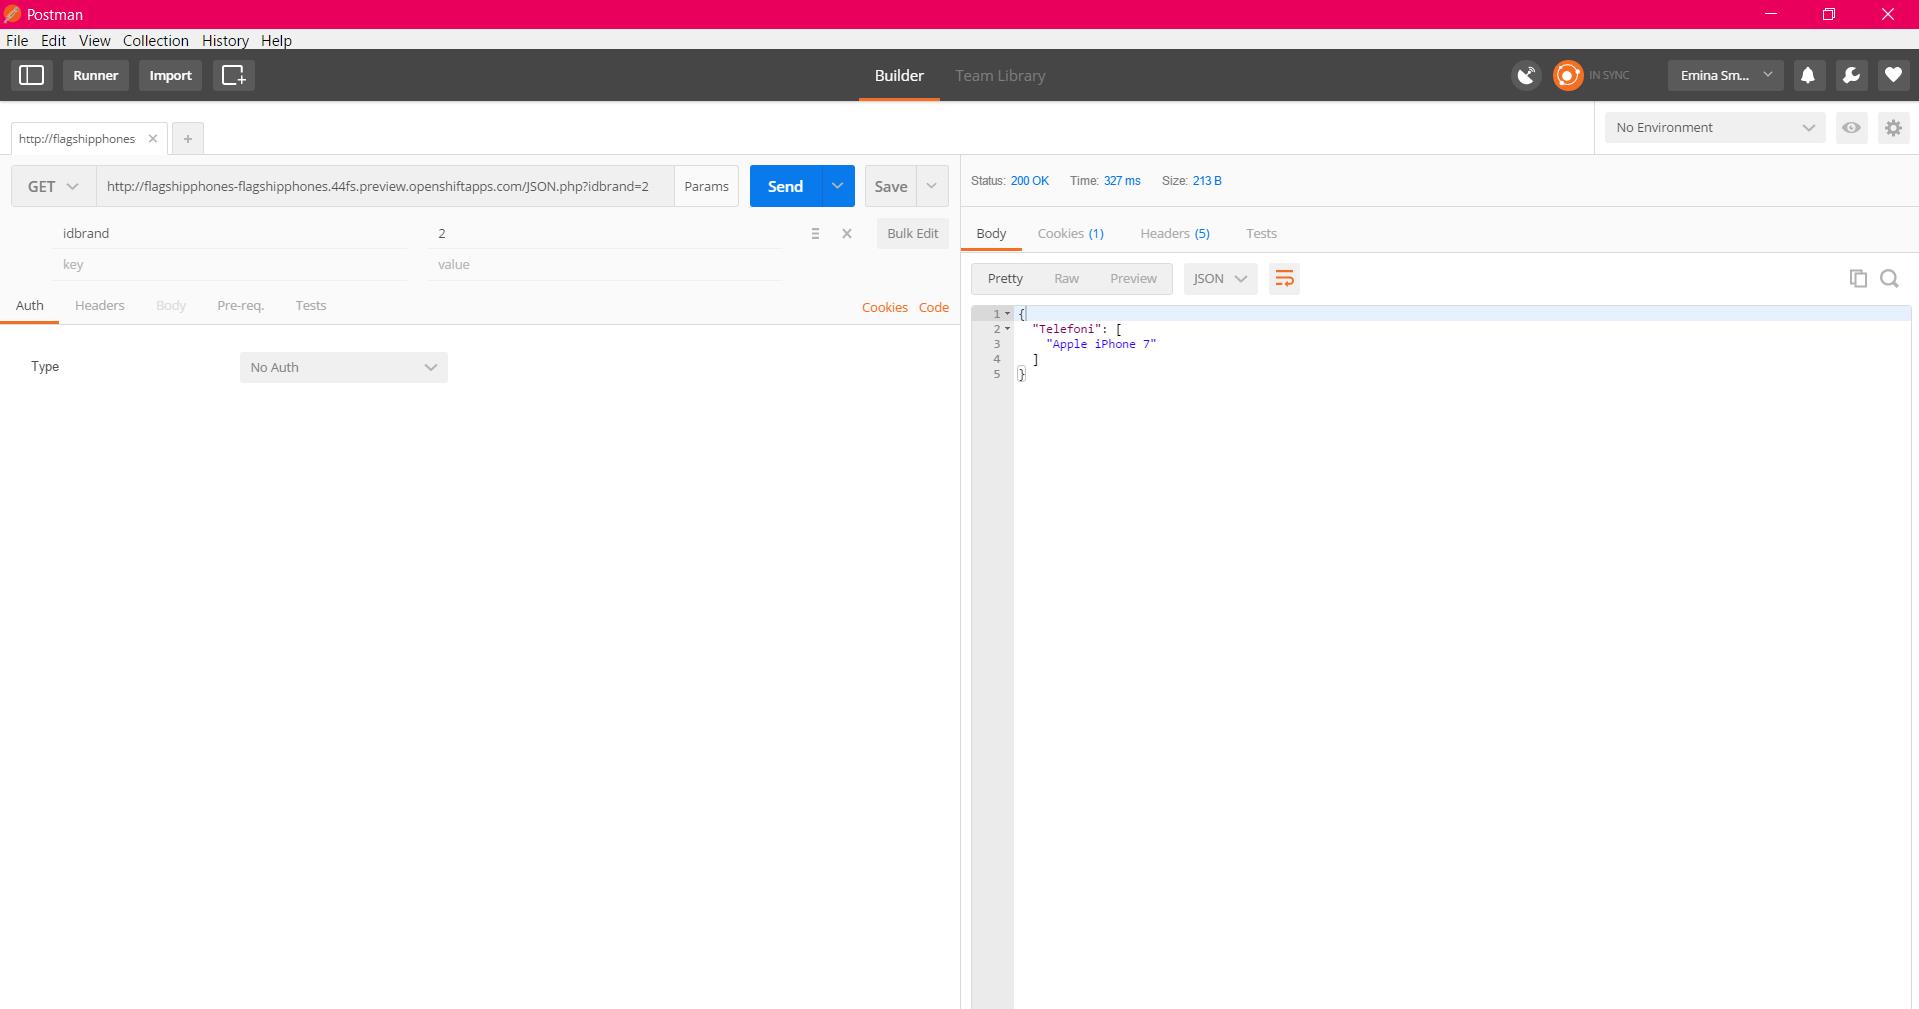 Postman
File Edit View Collection History Help
Runner Import Builder Team Library IN SYNC Emina Sm...
http://flagshipphones No Environment
GET http://flagshipphones-flagshipphones.44fs.preview.openshiftapps.com/JSON.php?idbrand=2 Params Send Save
idbrand 2 Bulk Edit
key value
Auth Headers Body Pre-req. Tests Cookies Code
Type No Auth
Status: 200 OK Time: 327 ms Size: 213 B
Body Cookies (1) Headers (5) Tests
Pretty Raw Preview JSON
1 {
2 "Telefoni": [
3 "Apple iPhone 7"
4 ]
5 }